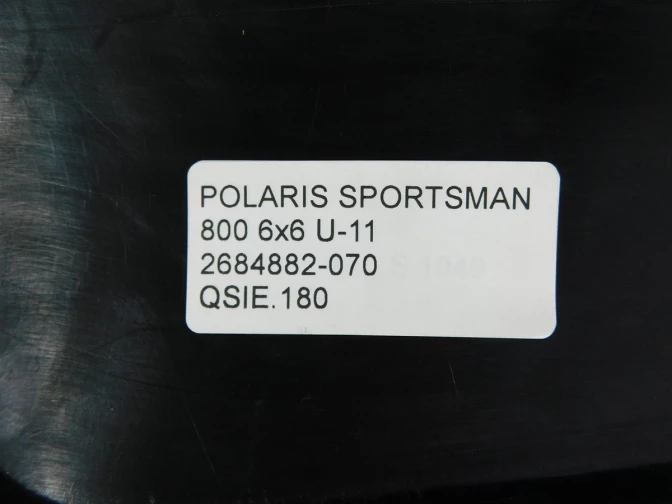 POLARIS SPORTSMAN
800 6x6 U-11
2684882-070
QSIE.180